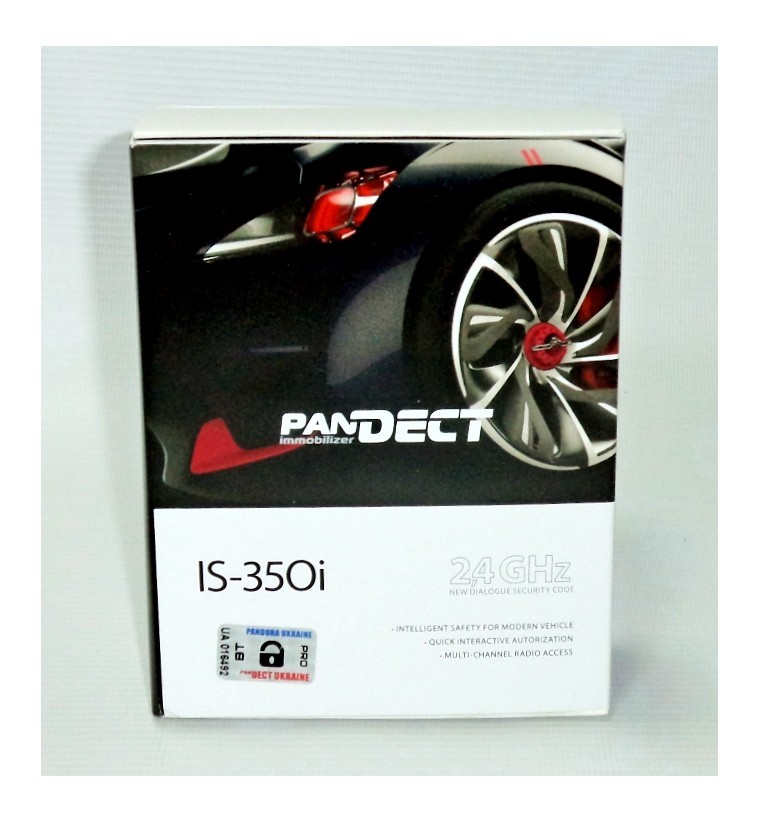 PANDECT
immobilizer
IS-350i
2,4 GHz
NEW DIALOGUE SECURITY CODE
- INTELLIGENT SAFETY FOR MODERN VEHICLE
- QUICK INTERACTIVE AUTORIZATION
- MULTI-CHANNEL RADIO ACCESS
PANDORA UKRAINE
UA 016492
BT
PRO
DECT UKRAINE